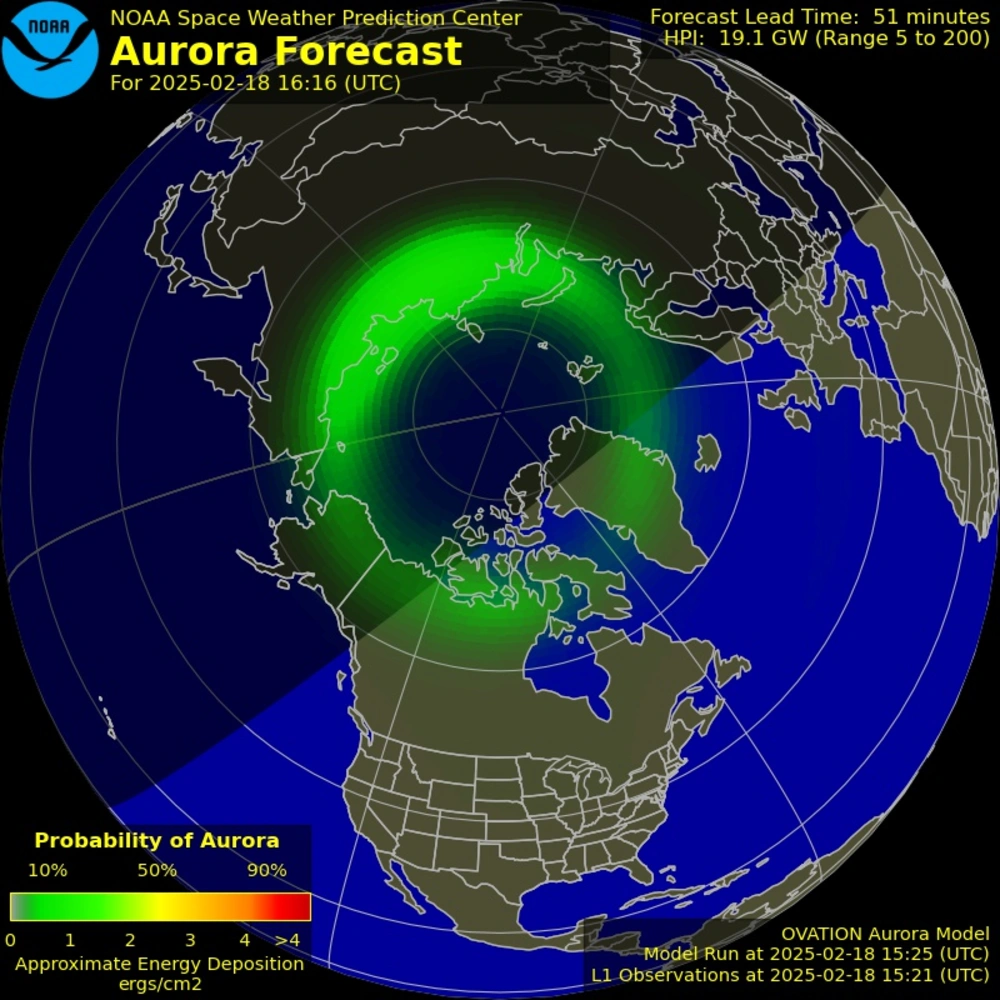 NOAA
NOAA Space Weather Prediction Center
Aurora Forecast
For 2025-02-18 16:16 (UTC)
Forecast Lead Time: 51 minutes
HPI: 19.1 GW (Range 5 to 200)
Probability of Aurora
10% 50% 90%
0 1 2 3 4 >4
Approximate Energy Deposition
ergs/cm2
OVATION Aurora Model
Model Run at 2025-02-18 15:25 (UTC)
L1 Observations at 2025-02-18 15:21 (UTC)